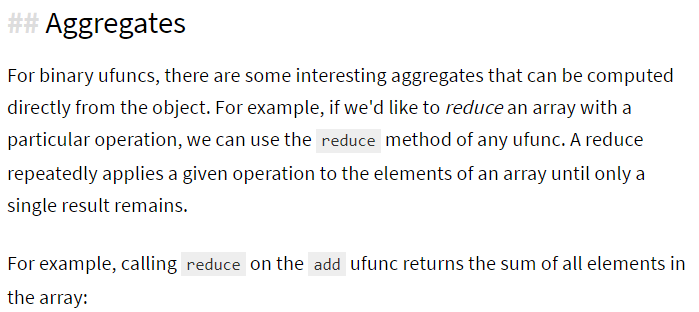 ## Aggregates
For binary ufuncs, there are some interesting aggregates that can be computed
directly from the object. For example, if we'd like to reduce an array with a
particular operation, we can use the reduce method of any ufunc. A reduce
repeatedly applies a given operation to the elements of an array until only a
single result remains.
For example, calling reduce on the add ufunc returns the sum of all elements in
the array: